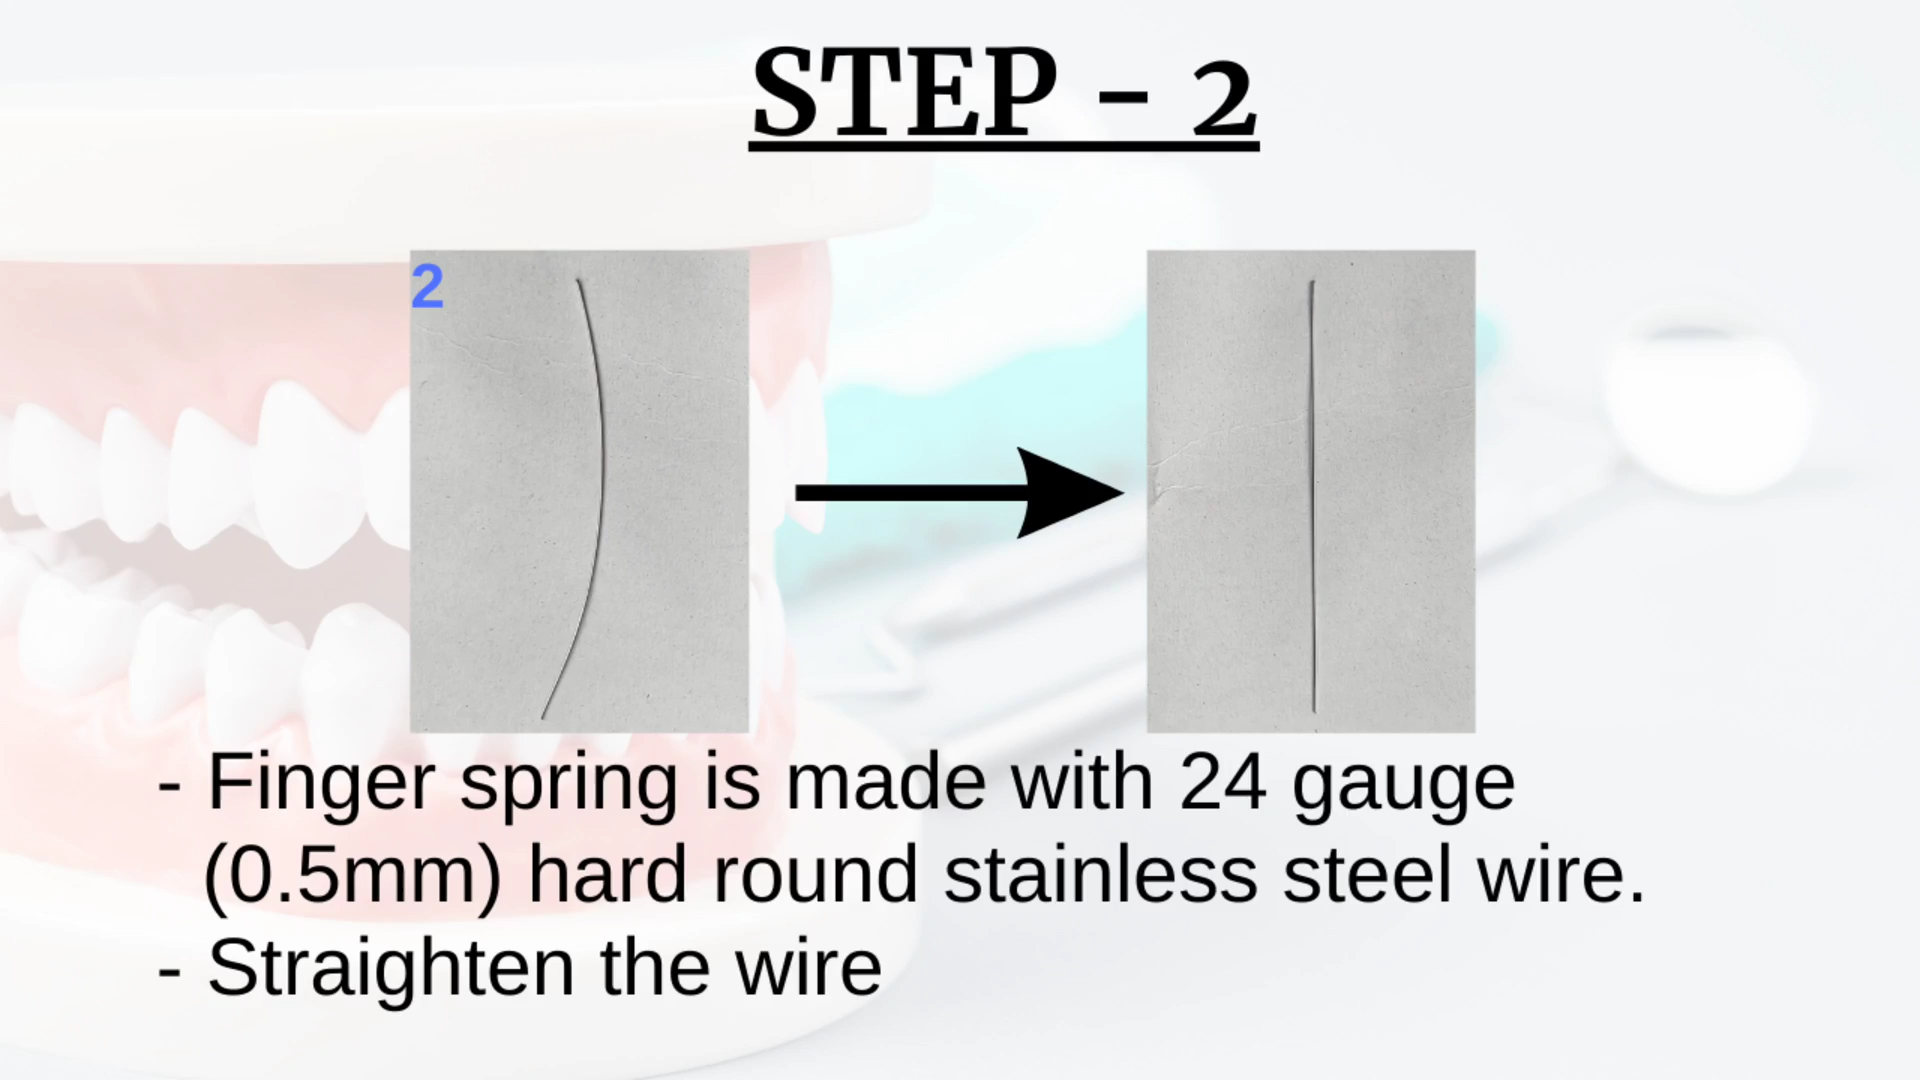 STEP - 2
2
- Finger spring is made with 24 gauge
(0.5mm) hard round stainless steel wire.
- Straighten the wire